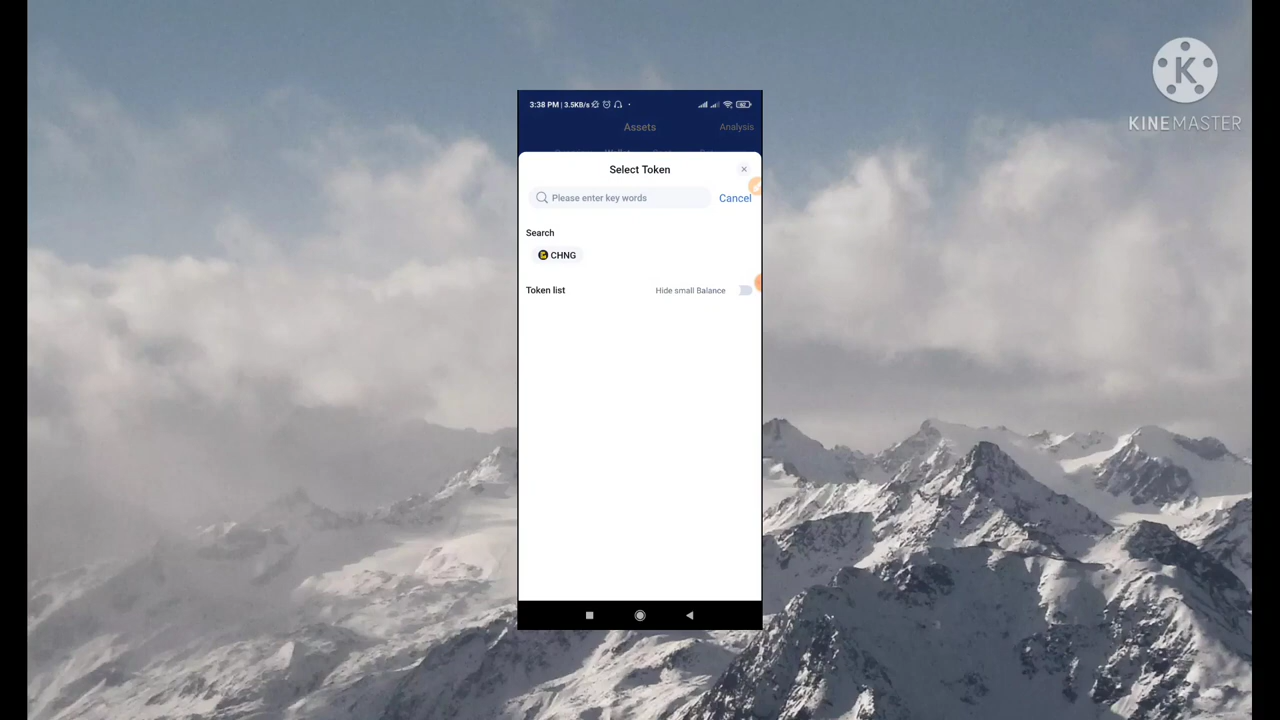 3:38 PM | 3.5KB/s
Assets
Analysis
Select Token
Please enter key words
Cancel
Search
CHNG
Token list
Hide small Balance
K
KINEMASTER